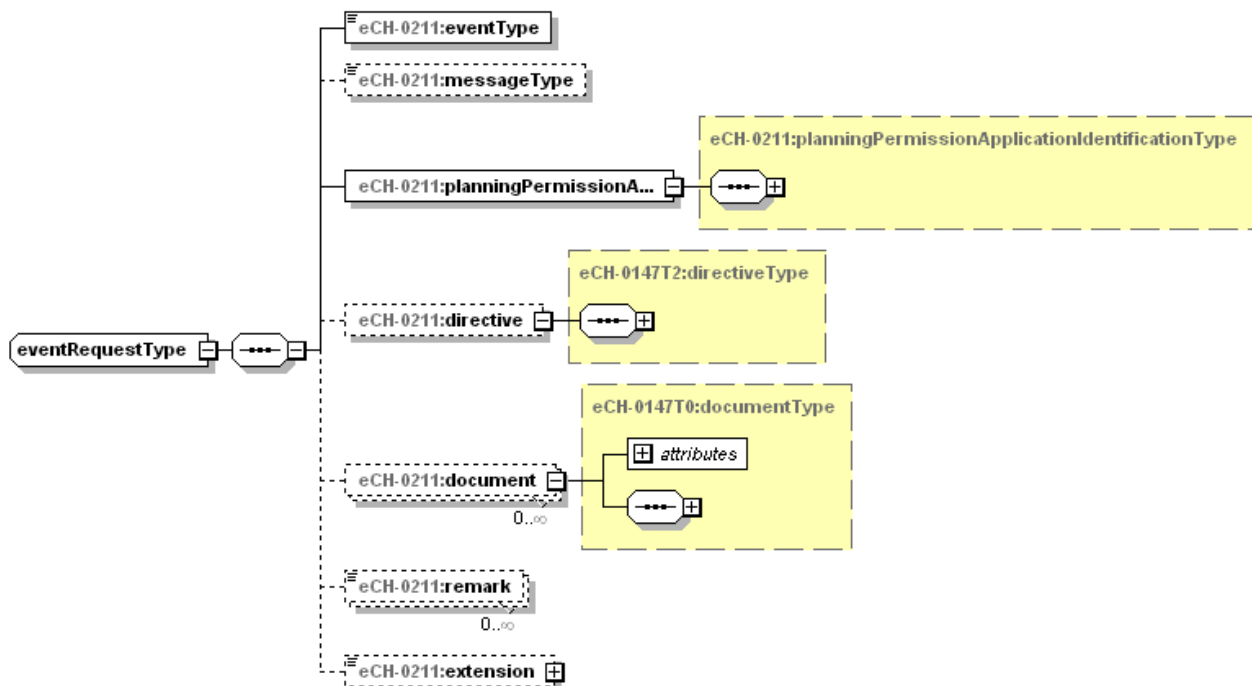 eCH-0211:eventType
eCH-0211:messageType
eCH-0211:planningPermissionApplicationIdentificationType
eCH-0211:planningPermissionA...
eCH-0147T2:directiveType
eCH-0211:directive
eventRequestType
eCH-0147T0:documentType
attributes
eCH-0211:document
0..∞
eCH-0211:remark
0..∞
eCH-0211:extension